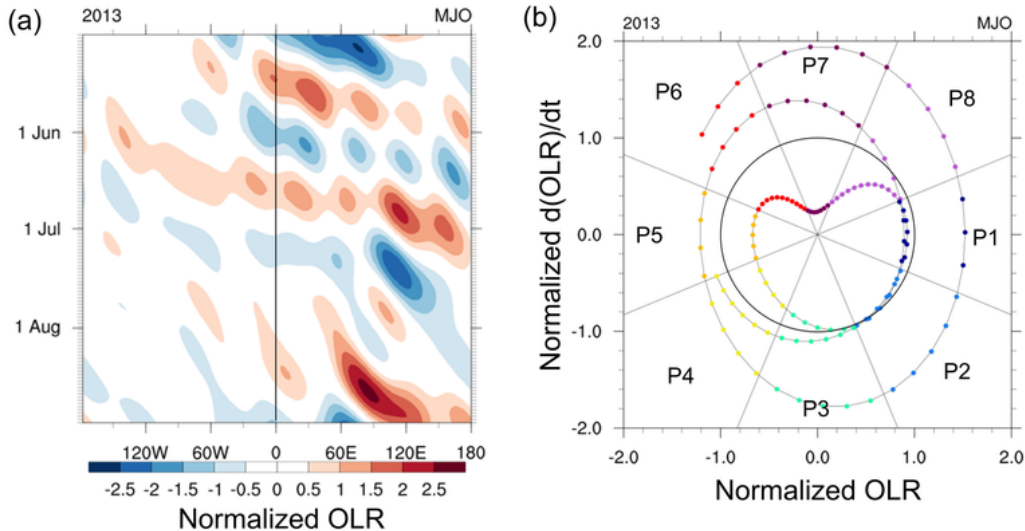 (a)
2013 MJO
1 Jun
1 Jul
1 Aug
120W 60W 0 60E 120E 180
-2.5 -2 -1.5 -1 -0.5 0 0.5 1 1.5 2 2.5
Normalized OLR
(b)
2013 MJO
2.0
P7
P6 P8
1.0
Normalized d(OLR)/dt
0.0
P5 P1
-1.0
P4 P2
P3
-2.0
-2.0 -1.0 0.0 1.0 2.0
Normalized OLR